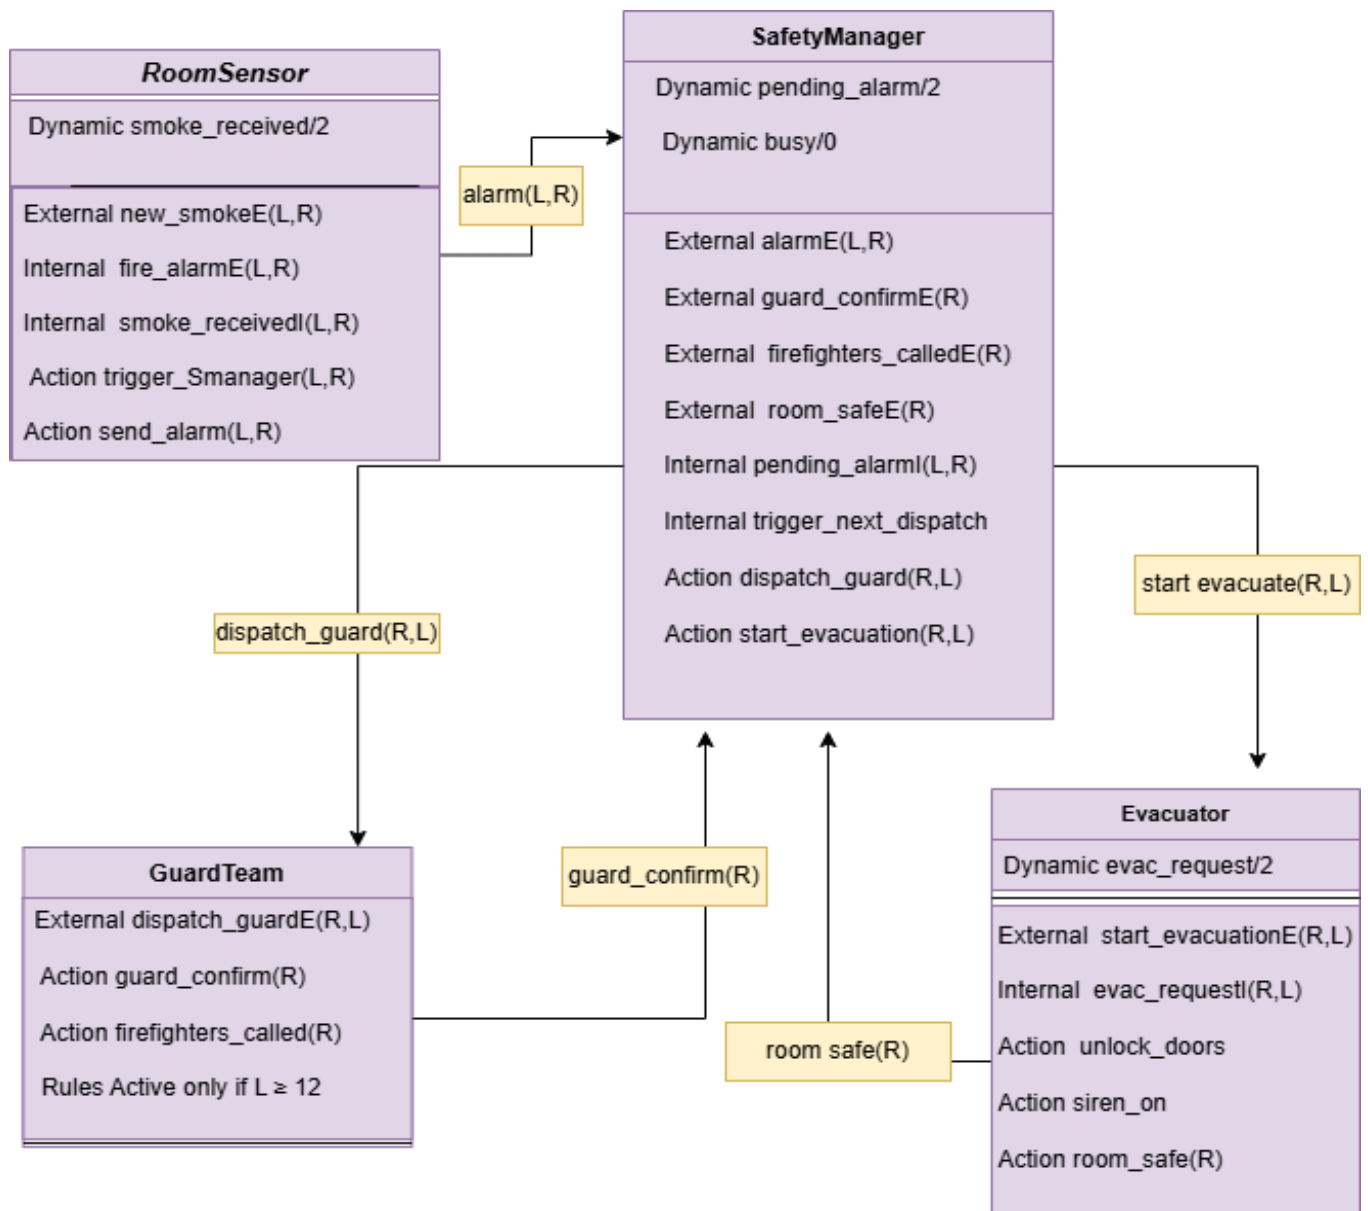 RoomSensor
Dynamic smoke_received/2
External new_smokeE(L,R)
Internal fire_alarmE(L,R)
Internal smoke_receivedI(L,R)
Action trigger_Smanager(L,R)
Action send_alarm(L,R)
alarm(L,R)
SafetyManager
Dynamic pending_alarm/2
Dynamic busy/0
External alarmE(L,R)
External guard_confirmE(R)
External firefighters_calledE(R)
External room_safeE(R)
Internal pending_alarmI(L,R)
Internal trigger_next_dispatch
Action dispatch_guard(R,L)
Action start_evacuation(R,L)
dispatch_guard(R,L)
start evacuate(R,L)
GuardTeam
External dispatch_guardE(R,L)
Action guard_confirm(R)
Action firefighters_called(R)
Rules Active only if L ≥ 12
guard_confirm(R)
room safe(R)
Evacuator
Dynamic evac_request/2
External start_evacuationE(R,L)
Internal evac_requestI(R,L)
Action unlock_doors
Action siren_on
Action room_safe(R)